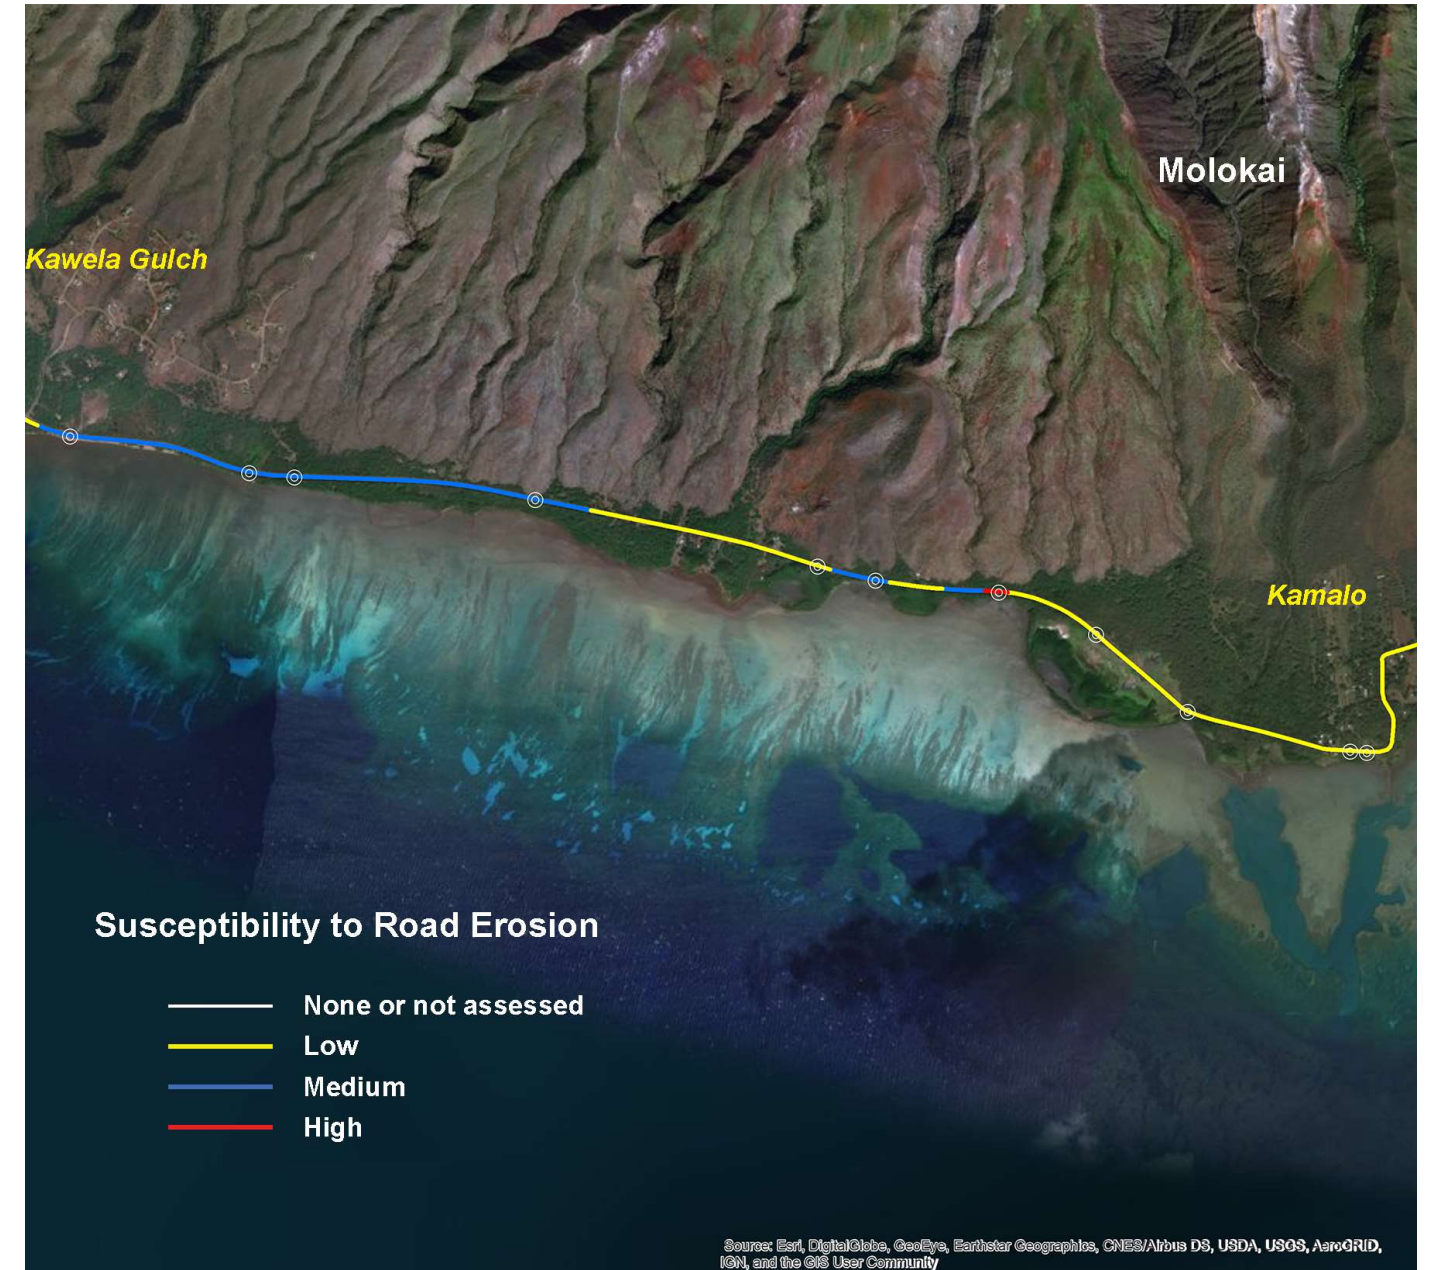 Molokai
Kawela Gulch
Kamalo
Susceptibility to Road Erosion
None or not assessed
Low
Medium
High
Source: Esri, DigitalGlobe, GeoEye, Earthstar Geographics, CNES/Airbus DS, USDA, USGS, AeroGRID,
IGN, and the GIS User Community